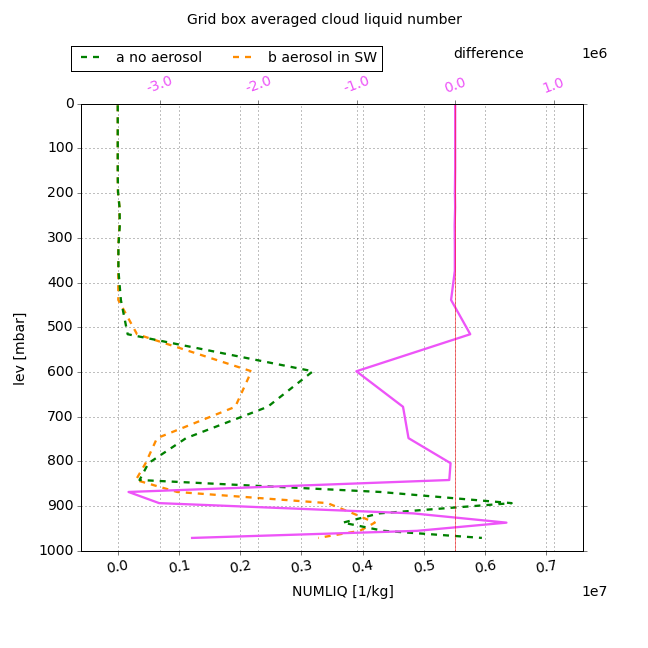 Grid box averaged cloud liquid number
a no aerosol b aerosol in SW
difference 1e6
-3.0 -2.0 -1.0 0.0 1.0
0
100
200
300
400
500
600
700
800
900
1000
lev [mbar]
0.0 0.1 0.2 0.3 0.4 0.5 0.6 0.7
NUMLIQ [1/kg] 1e7